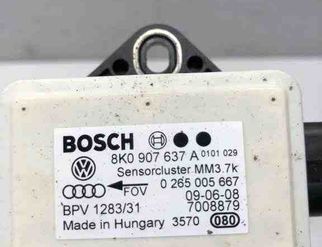 BOSCH
8K0 907 637 A 0101 029
Sensorcluster MM3.7k
FOV 0 265 005 667
09-06-08
BPV 1283/31 7008879
Made in Hungary 3570 080